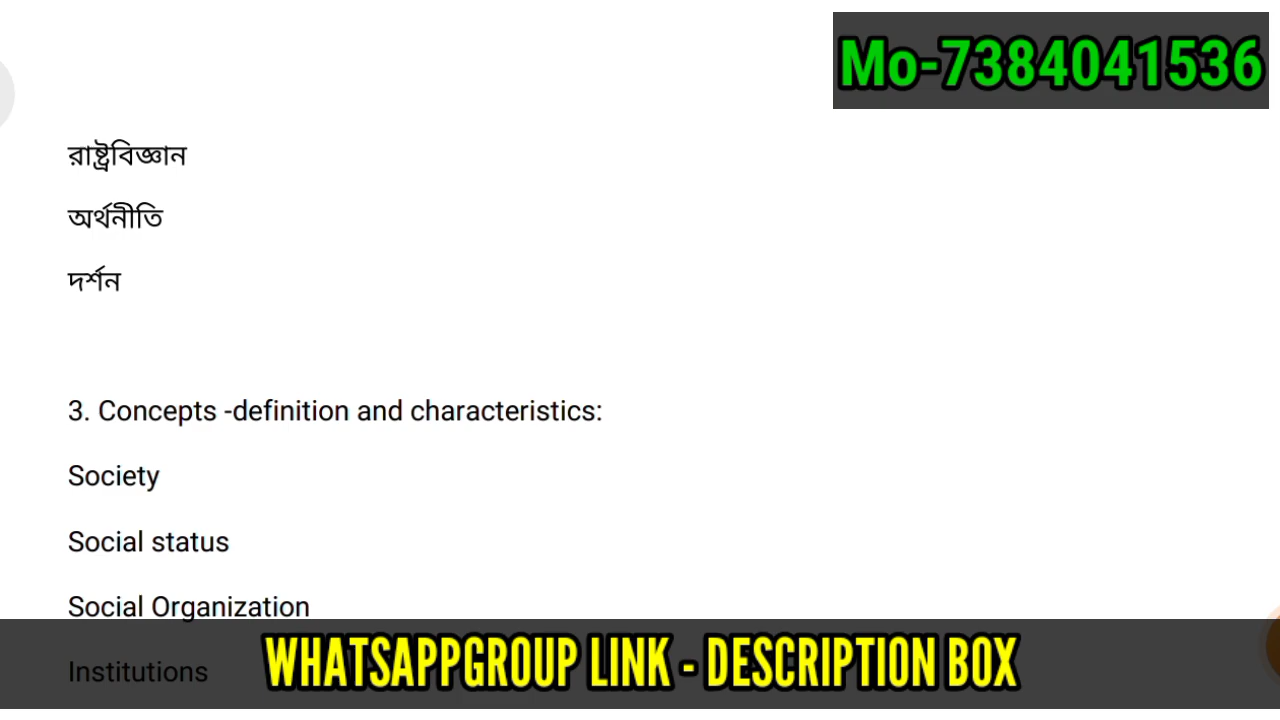 Mo-7384041536
রাষ্ট্রবিজ্ঞান
অর্থনীতি
দর্শন
3. Concepts -definition and characteristics:
Society
Social status
Social Organization
Institutions
WHATSAPPGROUP LINK - DESCRIPTION BOX